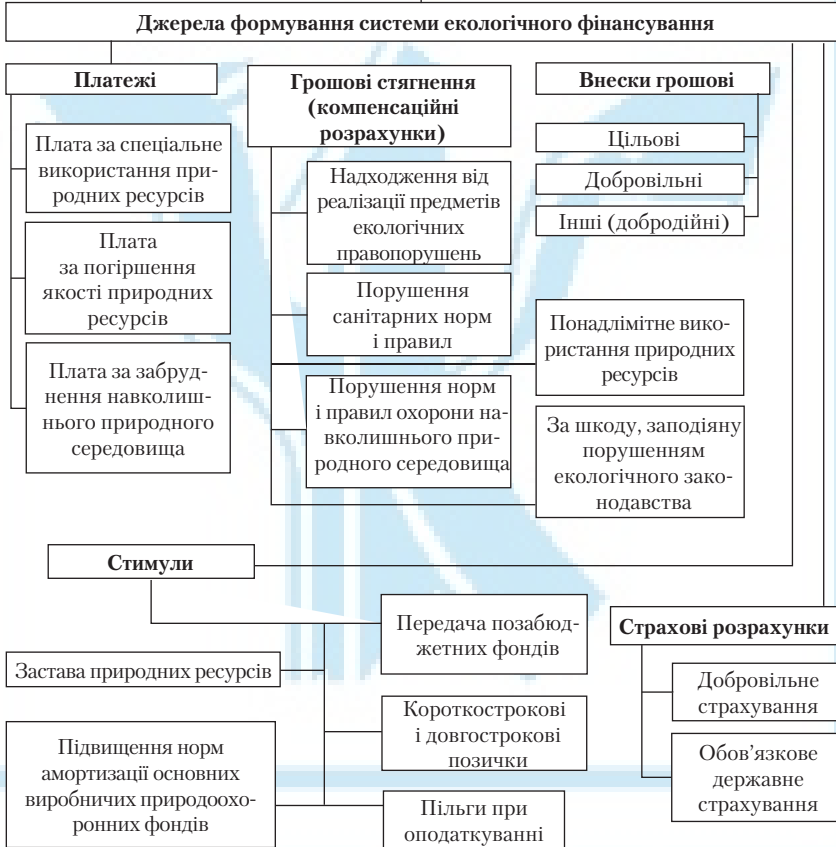 Джерела формування системи екологічного фінансування
Платежі
Плата за спеціальне
використання при-
родних ресурсів
Плата
за погіршення
якості природних
ресурсів
Плата за забруд-
нення навколиш-
нього природного
середовища
Грошові стягнення
(компенсаційні
розрахунки)
Надходження від
реалізації предметів
екологічних
правопорушень
Порушення
санітарних норм
і правил
Порушення норм
і правил охорони на-
вколишнього при-
родного середовища
Понадлімітне вико-
ристання природних
ресурсів
За шкоду, заподіяну
порушенням
екологічного зако-
нодавства
Внески грошові
Цільові
Добровільні
Інші (добродійні)
Стимули
Застава природних ресурсів
Підвищення норм
амортизації основних
виробничих природоохо-
ронних фондів
Передача позабюд-
жетних фондів
Короткострокові
і довгострокові
позички
Пільги при
оподаткуванні
Страхові розрахунки
Добровільне
страхування
Обов’язкове
державне
страхування